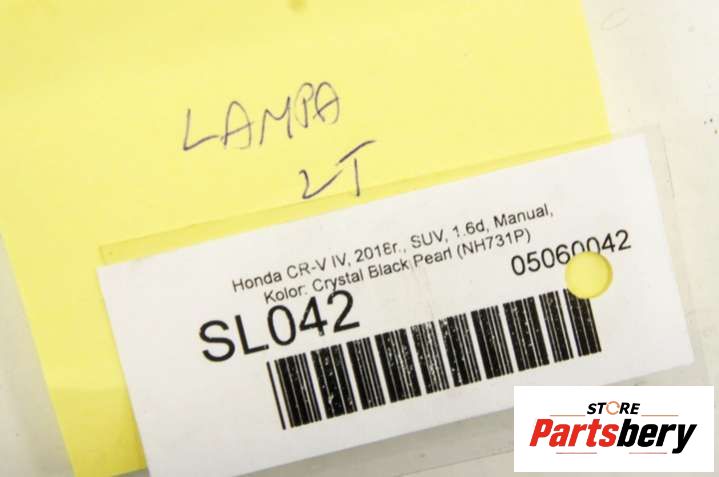 LAMPA
LT
Honda CR-V IV, 2016r., SUV, 1.6d, Manual,
Kolor: Crystal Black Pearl (NH731P)
05060042
SL042
STORE
Partsbery